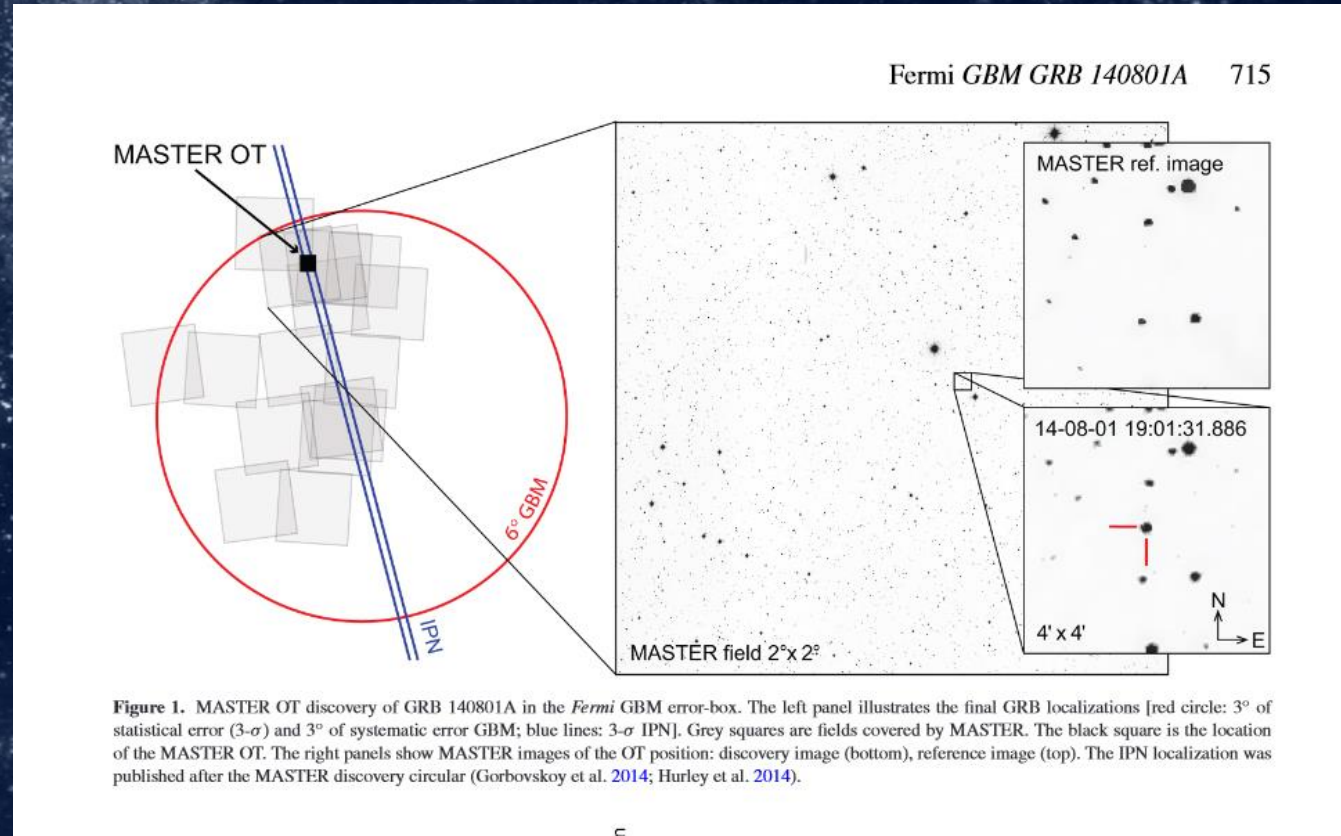 Fermi GBM GRB 140801A 715
MASTER OT
6° GBM
IPN
MASTER field 2°x 2°
MASTER ref. image
14-08-01 19:01:31.886
4' x 4'
N
E
Figure 1. MASTER OT discovery of GRB 140801A in the Fermi GBM error-box. The left panel illustrates the final GRB localizations [red circle: 3° of
statistical error (3-σ) and 3° of systematic error GBM; blue lines: 3-σ IPN]. Grey squares are fields covered by MASTER. The black square is the location
of the MASTER OT. The right panels show MASTER images of the OT position: discovery image (bottom), reference image (top). The IPN localization was
published after the MASTER discovery circular (Gorbovskoy et al. 2014; Hurley et al. 2014).